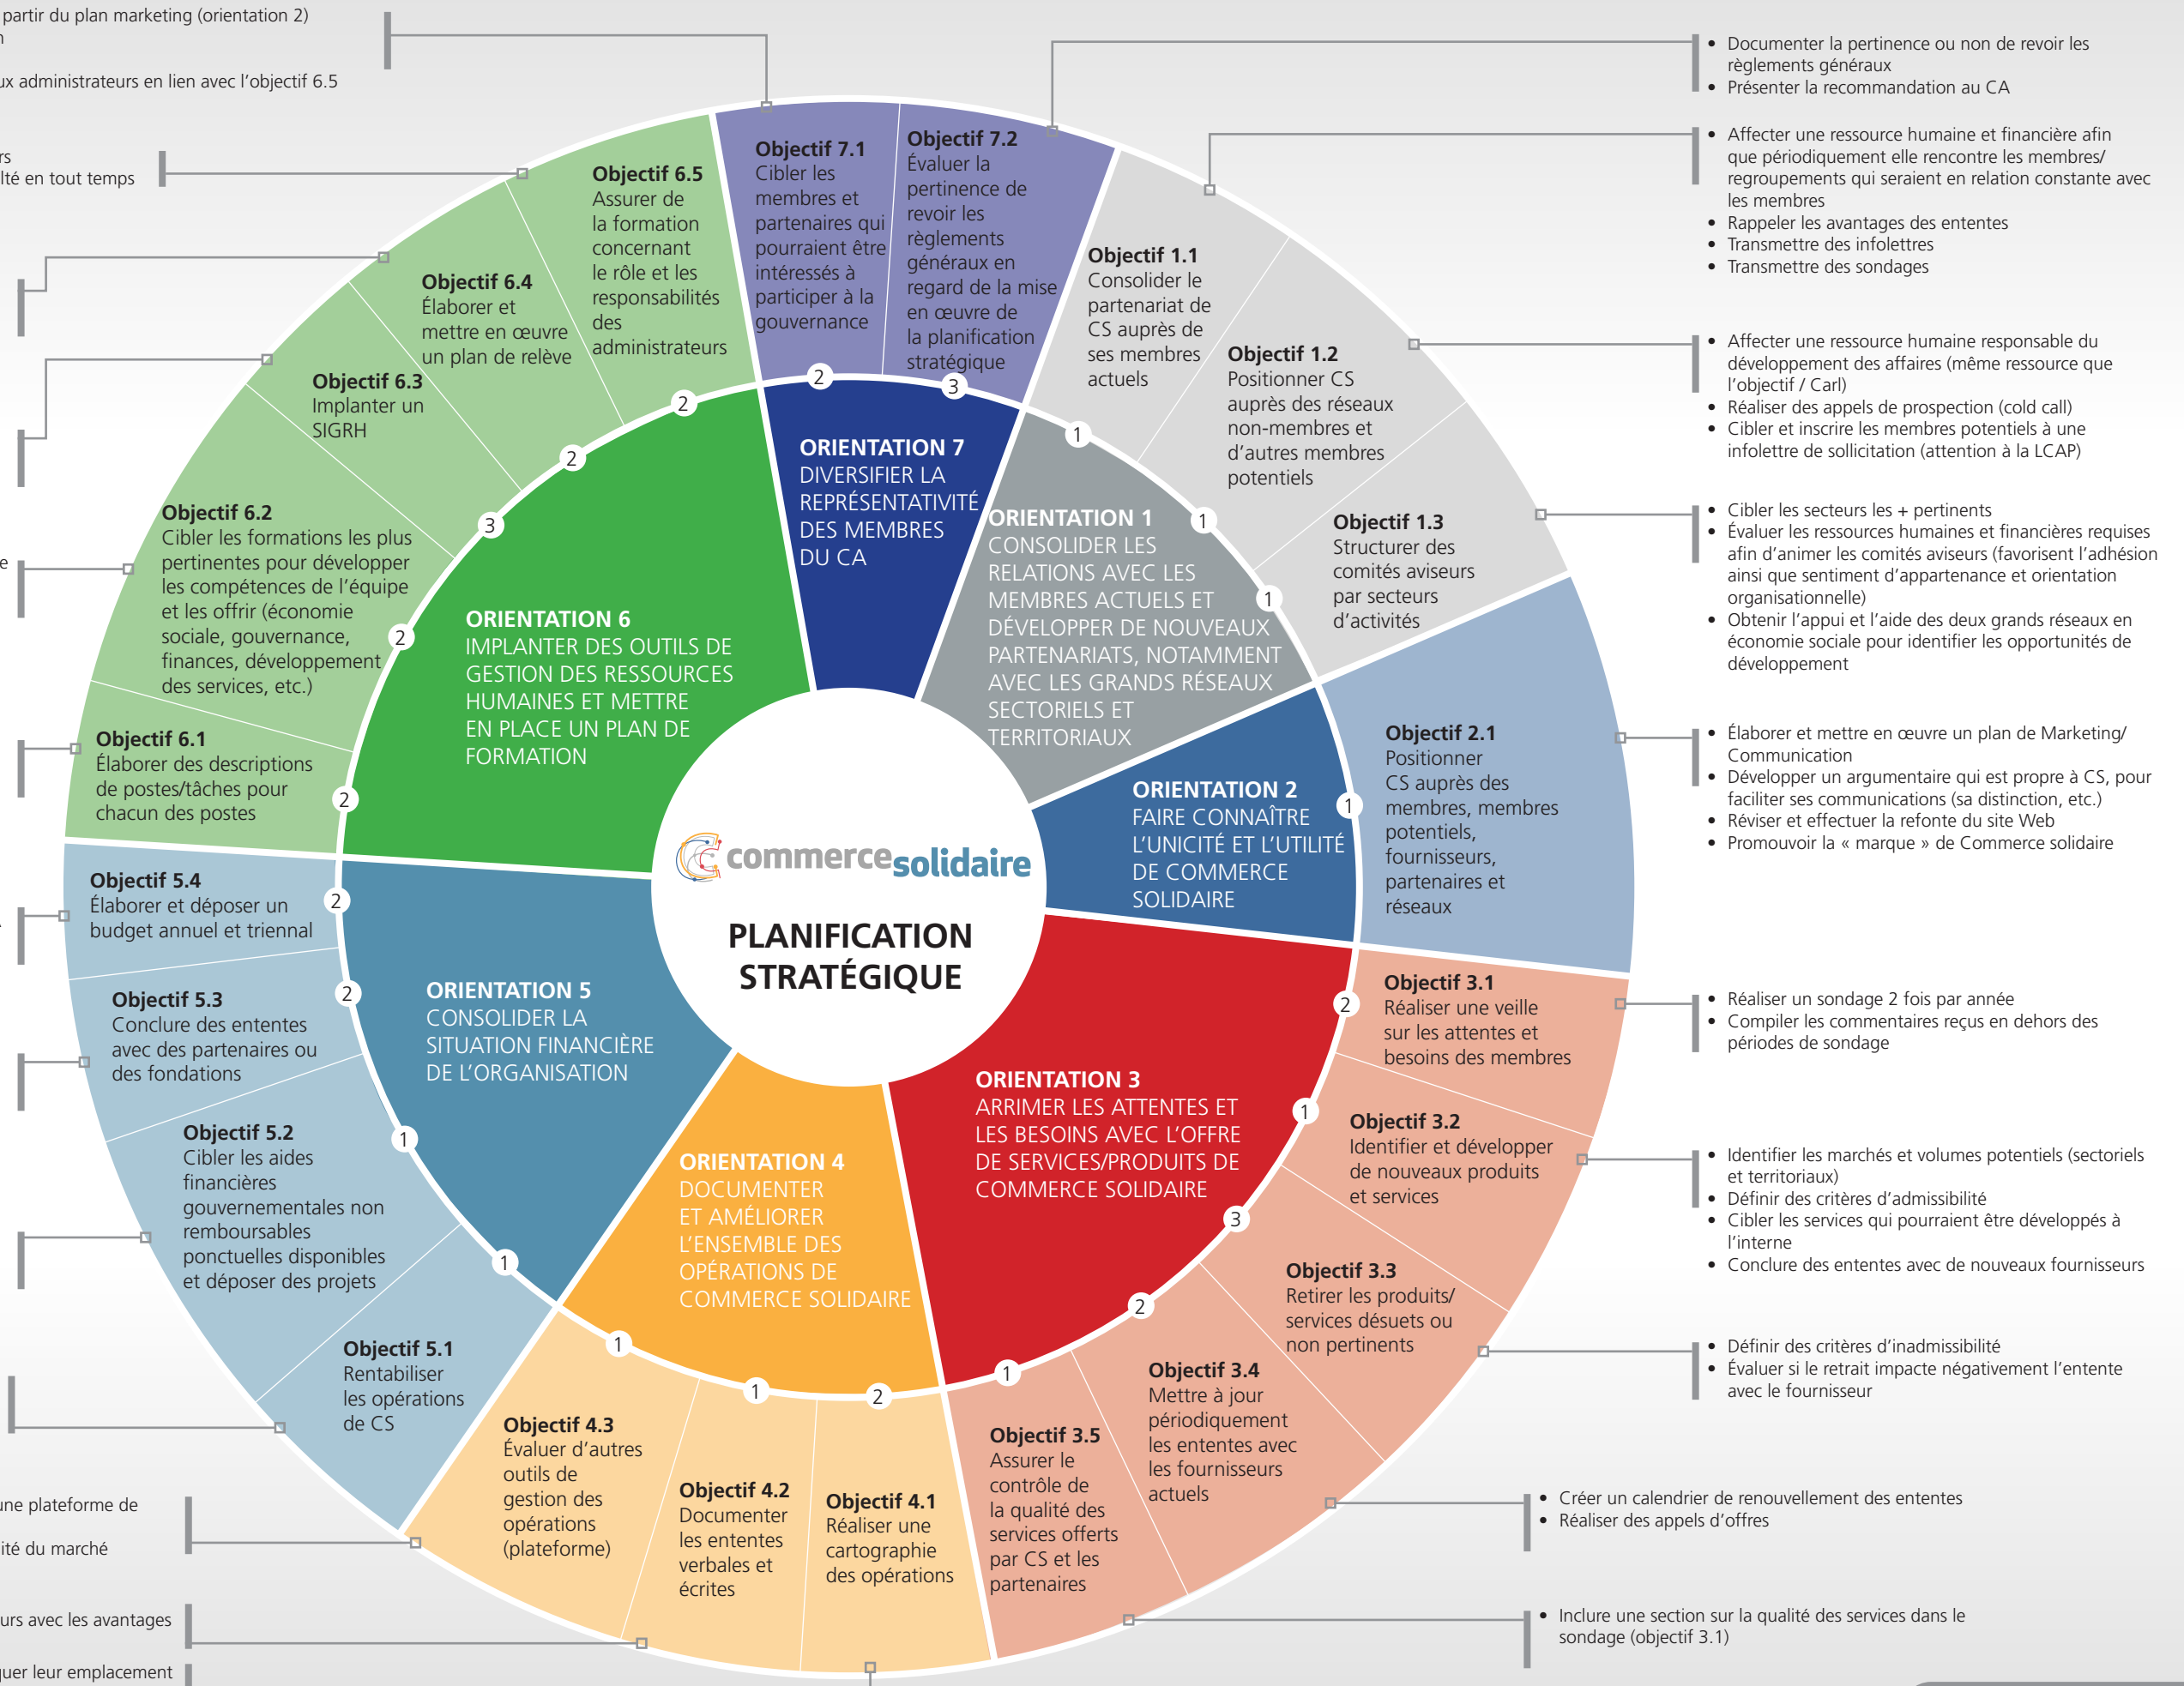 partir du plan marketing (orientation 2)
ux administrateurs en lien avec l'objectif 6.5
rs
lté en tout temps
e
une plateforme de
ité du marché
urs avec les avantages
uer leur emplacement
Objectif 7.1
Cibler les
membres et
partenaires qui
pourraient être
intéressés à
participer à la
gouvernance
2
Objectif 7.2
Évaluer la
pertinence de
revoir les
règlements
généraux en
regard de la mise
en œuvre de
la planification
stratégique
3
ORIENTATION 7
DIVERSIFIER LA
REPRÉSENTATIVITÉ
DES MEMBRES
DU CA
Objectif 1.1
Consolider le
partenariat de
CS auprès de
ses membres
actuels
1
Objectif 1.2
Positionner CS
auprès des réseaux
non-membres et
d'autres membres
potentiels
1
Objectif 1.3
Structurer des
comités aviseurs
par secteurs
d'activités
1
ORIENTATION 1
CONSOLIDER LES
RELATIONS AVEC LES
MEMBRES ACTUELS ET
DÉVELOPPER DE NOUVEAUX
PARTENARIATS, NOTAMMENT
AVEC LES GRANDS RÉSEAUX
SECTORIELS ET
TERRITORIAUX
Objectif 2.1
Positionner
CS auprès des
membres, membres
potentiels,
fournisseurs,
partenaires et
réseaux
1
ORIENTATION 2
FAIRE CONNAÎTRE
L'UNICITÉ ET L'UTILITÉ
DE COMMERCE
SOLIDAIRE
Objectif 3.1
Réaliser une veille
sur les attentes et
besoins des membres
2
Objectif 3.2
Identifier et développer
de nouveaux produits
et services
1
Objectif 3.3
Retirer les produits/
services désuets ou
non pertinents
3
Objectif 3.4
Mettre à jour
périodiquement
les ententes avec
les fournisseurs
actuels
2
Objectif 3.5
Assurer le
contrôle de
la qualité des
services offerts
par CS et les
partenaires
1
ORIENTATION 3
ARRIMER LES ATTENTES ET
LES BESOINS AVEC L'OFFRE
DE SERVICES/PRODUITS DE
COMMERCE SOLIDAIRE
Objectif 4.1
Réaliser une
cartographie
des opérations
2
Objectif 4.2
Documenter
les ententes
verbales et
écrites
1
Objectif 4.3
Évaluer d'autres
outils de
gestion des
opérations
(plateforme)
1
ORIENTATION 4
DOCUMENTER
ET AMÉLIORER
L'ENSEMBLE DES
OPÉRATIONS DE
COMMERCE SOLIDAIRE
Objectif 5.1
Rentabiliser
les opérations
de CS
1
Objectif 5.2
Cibler les aides
financières
gouvernementales non
remboursables
ponctuelles disponibles
et déposer des projets
1
Objectif 5.3
Conclure des ententes
avec des partenaires ou
des fondations
2
Objectif 5.4
Élaborer et déposer un
budget annuel et triennal
2
ORIENTATION 5
CONSOLIDER LA
SITUATION FINANCIÈRE
DE L'ORGANISATION
Objectif 6.1
Élaborer des descriptions
de postes/tâches pour
chacun des postes
2
Objectif 6.2
Cibler les formations les plus
pertinentes pour développer
les compétences de l'équipe
et les offrir (économie
sociale, gouvernance,
finances, développement
des services, etc.)
2
Objectif 6.3
Implanter un
SIGRH
3
Objectif 6.4
Élaborer et
mettre en œuvre
un plan de relève
2
Objectif 6.5
Assurer de
la formation
concernant
le rôle et les
responsabilités
des
administrateurs
2
ORIENTATION 6
IMPLANTER DES OUTILS DE
GESTION DES RESSOURCES
HUMAINES ET METTRE
EN PLACE UN PLAN DE
FORMATION
commercesolidaire
PLANIFICATION
STRATÉGIQUE
• Documenter la pertinence ou non de revoir les
règlements généraux
• Présenter la recommandation au CA
• Affecter une ressource humaine et financière afin
que périodiquement elle rencontre les membres/
regroupements qui seraient en relation constante avec
les membres
• Rappeler les avantages des ententes
• Transmettre des infolettres
• Transmettre des sondages
• Affecter une ressource humaine responsable du
développement des affaires (même ressource que
l'objectif / Carl)
• Réaliser des appels de prospection (cold call)
• Cibler et inscrire les membres potentiels à une
infolettre de sollicitation (attention à la LCAP)
• Cibler les secteurs les + pertinents
• Évaluer les ressources humaines et financières requises
afin d'animer les comités aviseurs (favorisent l'adhésion
ainsi que sentiment d'appartenance et orientation
organisationnelle)
• Obtenir l'appui et l'aide des deux grands réseaux en
économie sociale pour identifier les opportunités de
développement
• Élaborer et mettre en œuvre un plan de Marketing/
Communication
• Développer un argumentaire qui est propre à CS, pour
faciliter ses communications (sa distinction, etc.)
• Réviser et effectuer la refonte du site Web
• Promouvoir la « marque » de Commerce solidaire
• Réaliser un sondage 2 fois par année
• Compiler les commentaires reçus en dehors des
périodes de sondage
• Identifier les marchés et volumes potentiels (sectoriels
et territoriaux)
• Définir des critères d'admissibilité
• Cibler les services qui pourraient être développés à
l'interne
• Conclure des ententes avec de nouveaux fournisseurs
• Définir des critères d'inadmissibilité
• Évaluer si le retrait impacte négativement l'entente
avec le fournisseur
• Créer un calendrier de renouvellement des ententes
• Réaliser des appels d'offres
• Inclure une section sur la qualité des services dans le
sondage (objectif 3.1)